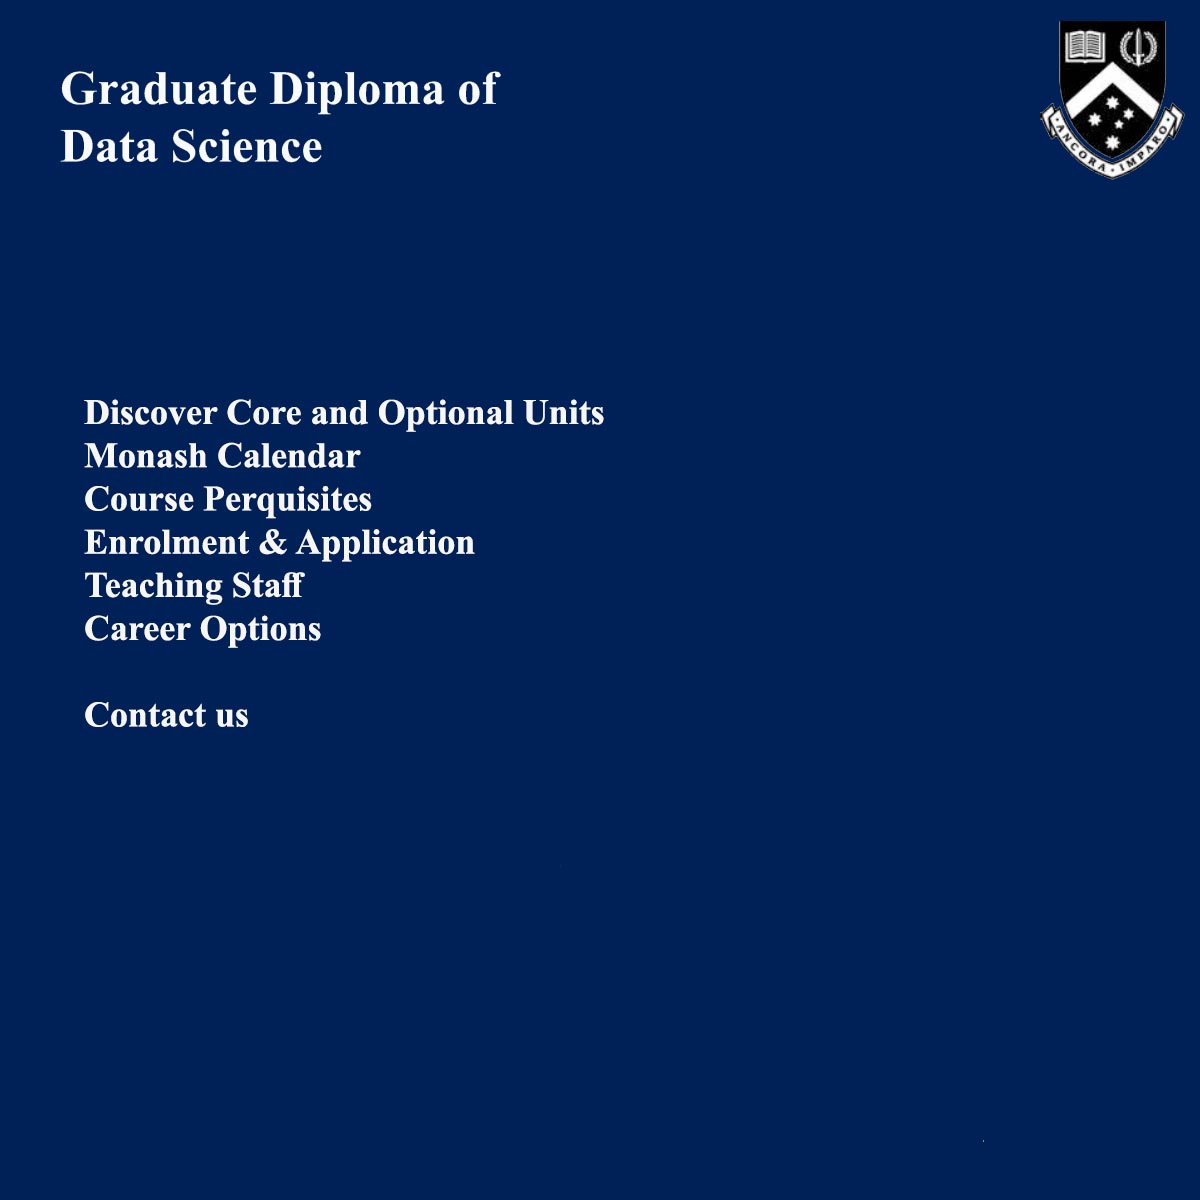 Graduate Diploma of
Data Science
ANCORA IMPARO
Discover Core and Optional Units
Monash Calendar
Course Perquisites
Enrolment & Application
Teaching Staff
Career Options
Contact us